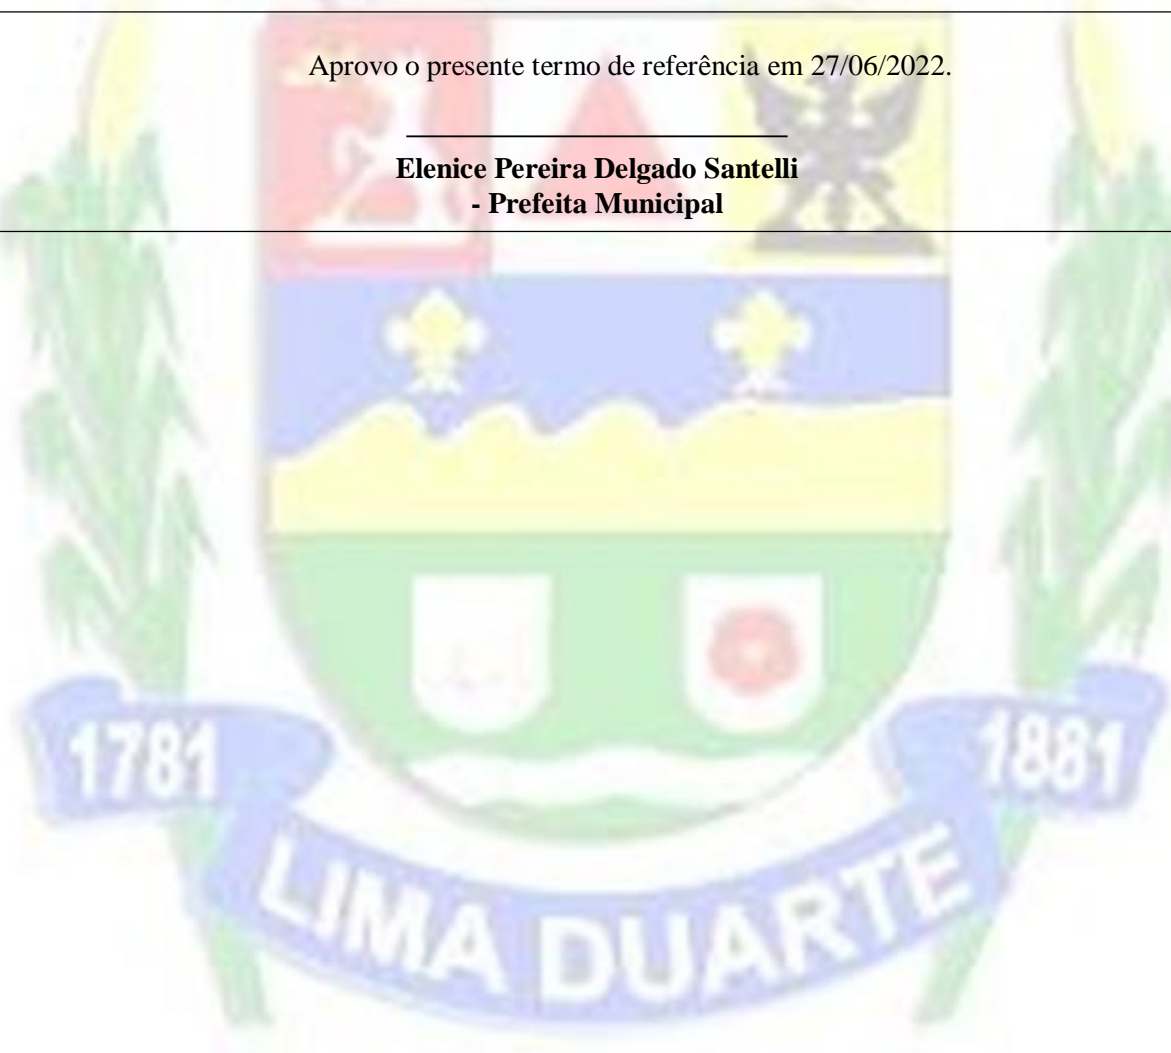 Aprovo o presente termo de referência em 27/06/2022.
Elenice Pereira Delgado Santelli
- Prefeita Municipal
1781
1881
LIMA DUARTE